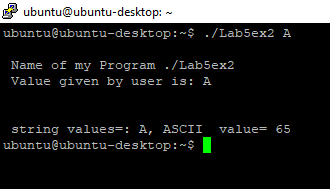 ubuntu@ubuntu-desktop: ~
ubuntu@ubuntu-desktop:~$ ./Lab5ex2 A
Name of my Program ./Lab5ex2
Value given by user is: A
string values=: A, ASCII  value= 65
ubuntu@ubuntu-desktop:~$